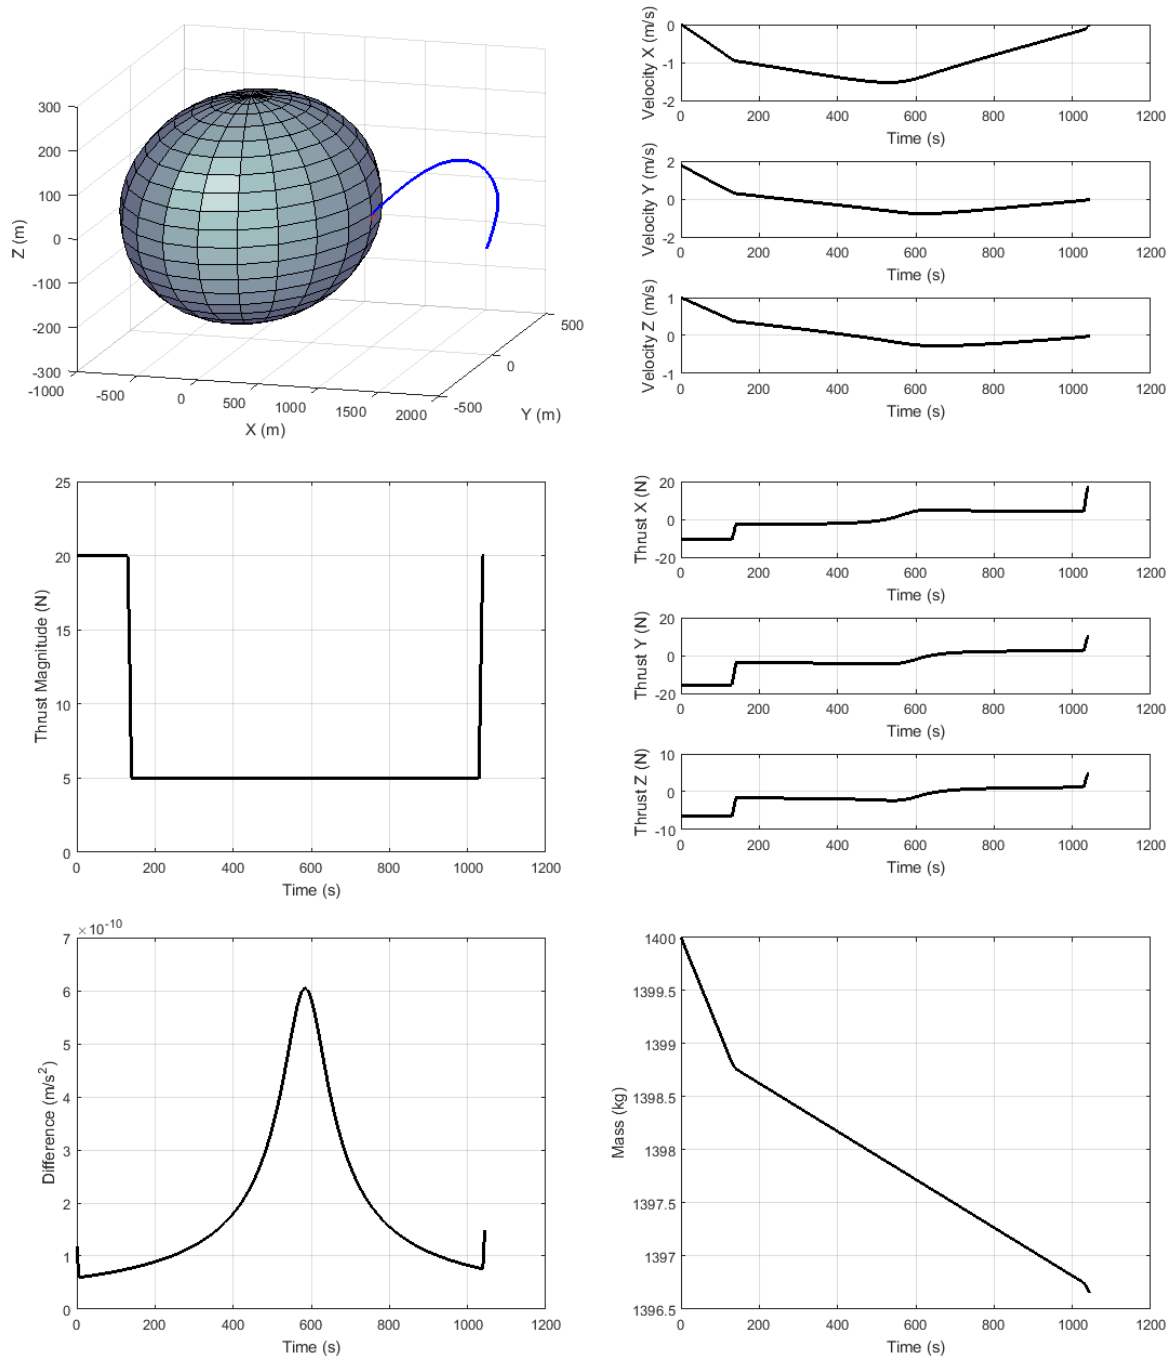 300
200
100
0
-100
-200
-300
Z (m)
-1000
-500
0
500
1000
1500
2000
X (m)
-500
0
500
Y (m)
0
-1
-2
Velocity X (m/s)
0 200 400 600 800 1000 1200
Time (s)
2
0
-2
Velocity Y (m/s)
0 200 400 600 800 1000 1200
Time (s)
1
0
-1
Velocity Z (m/s)
0 200 400 600 800 1000 1200
Time (s)
25
20
15
10
5
0
Thrust Magnitude (N)
0 200 400 600 800 1000 1200
Time (s)
20
0
-20
Thrust X (N)
0 200 400 600 800 1000 1200
Time (s)
20
0
-20
Thrust Y (N)
0 200 400 600 800 1000 1200
Time (s)
10
0
-10
Thrust Z (N)
0 200 400 600 800 1000 1200
Time (s)
×10⁻¹⁰
7
6
5
4
3
2
1
0
Difference (m/s²)
0 200 400 600 800 1000 1200
Time (s)
1400
1399.5
1399
1398.5
1398
1397.5
1397
1396.5
Mass (kg)
0 200 400 600 800 1000 1200
Time (s)